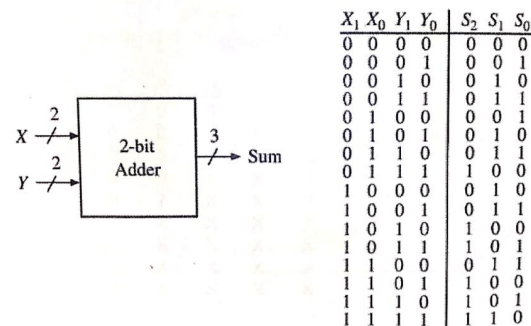 2
X
2
Y
2-bit
Adder
3
Sum
X₁ X₀ Y₁ Y₀ S₂ S₁ S₀
0 0 0 0 0 0 0
0 0 0 1 0 0 1
0 0 1 0 0 1 0
0 0 1 1 0 1 1
0 1 0 0 0 0 1
0 1 0 1 0 1 0
0 1 1 0 0 1 1
0 1 1 1 1 0 0
1 0 0 0 0 1 0
1 0 0 1 0 1 1
1 0 1 0 1 0 0
1 0 1 1 1 0 1
1 1 0 0 0 1 1
1 1 0 1 1 0 0
1 1 1 0 1 0 1
1 1 1 1 1 1 0